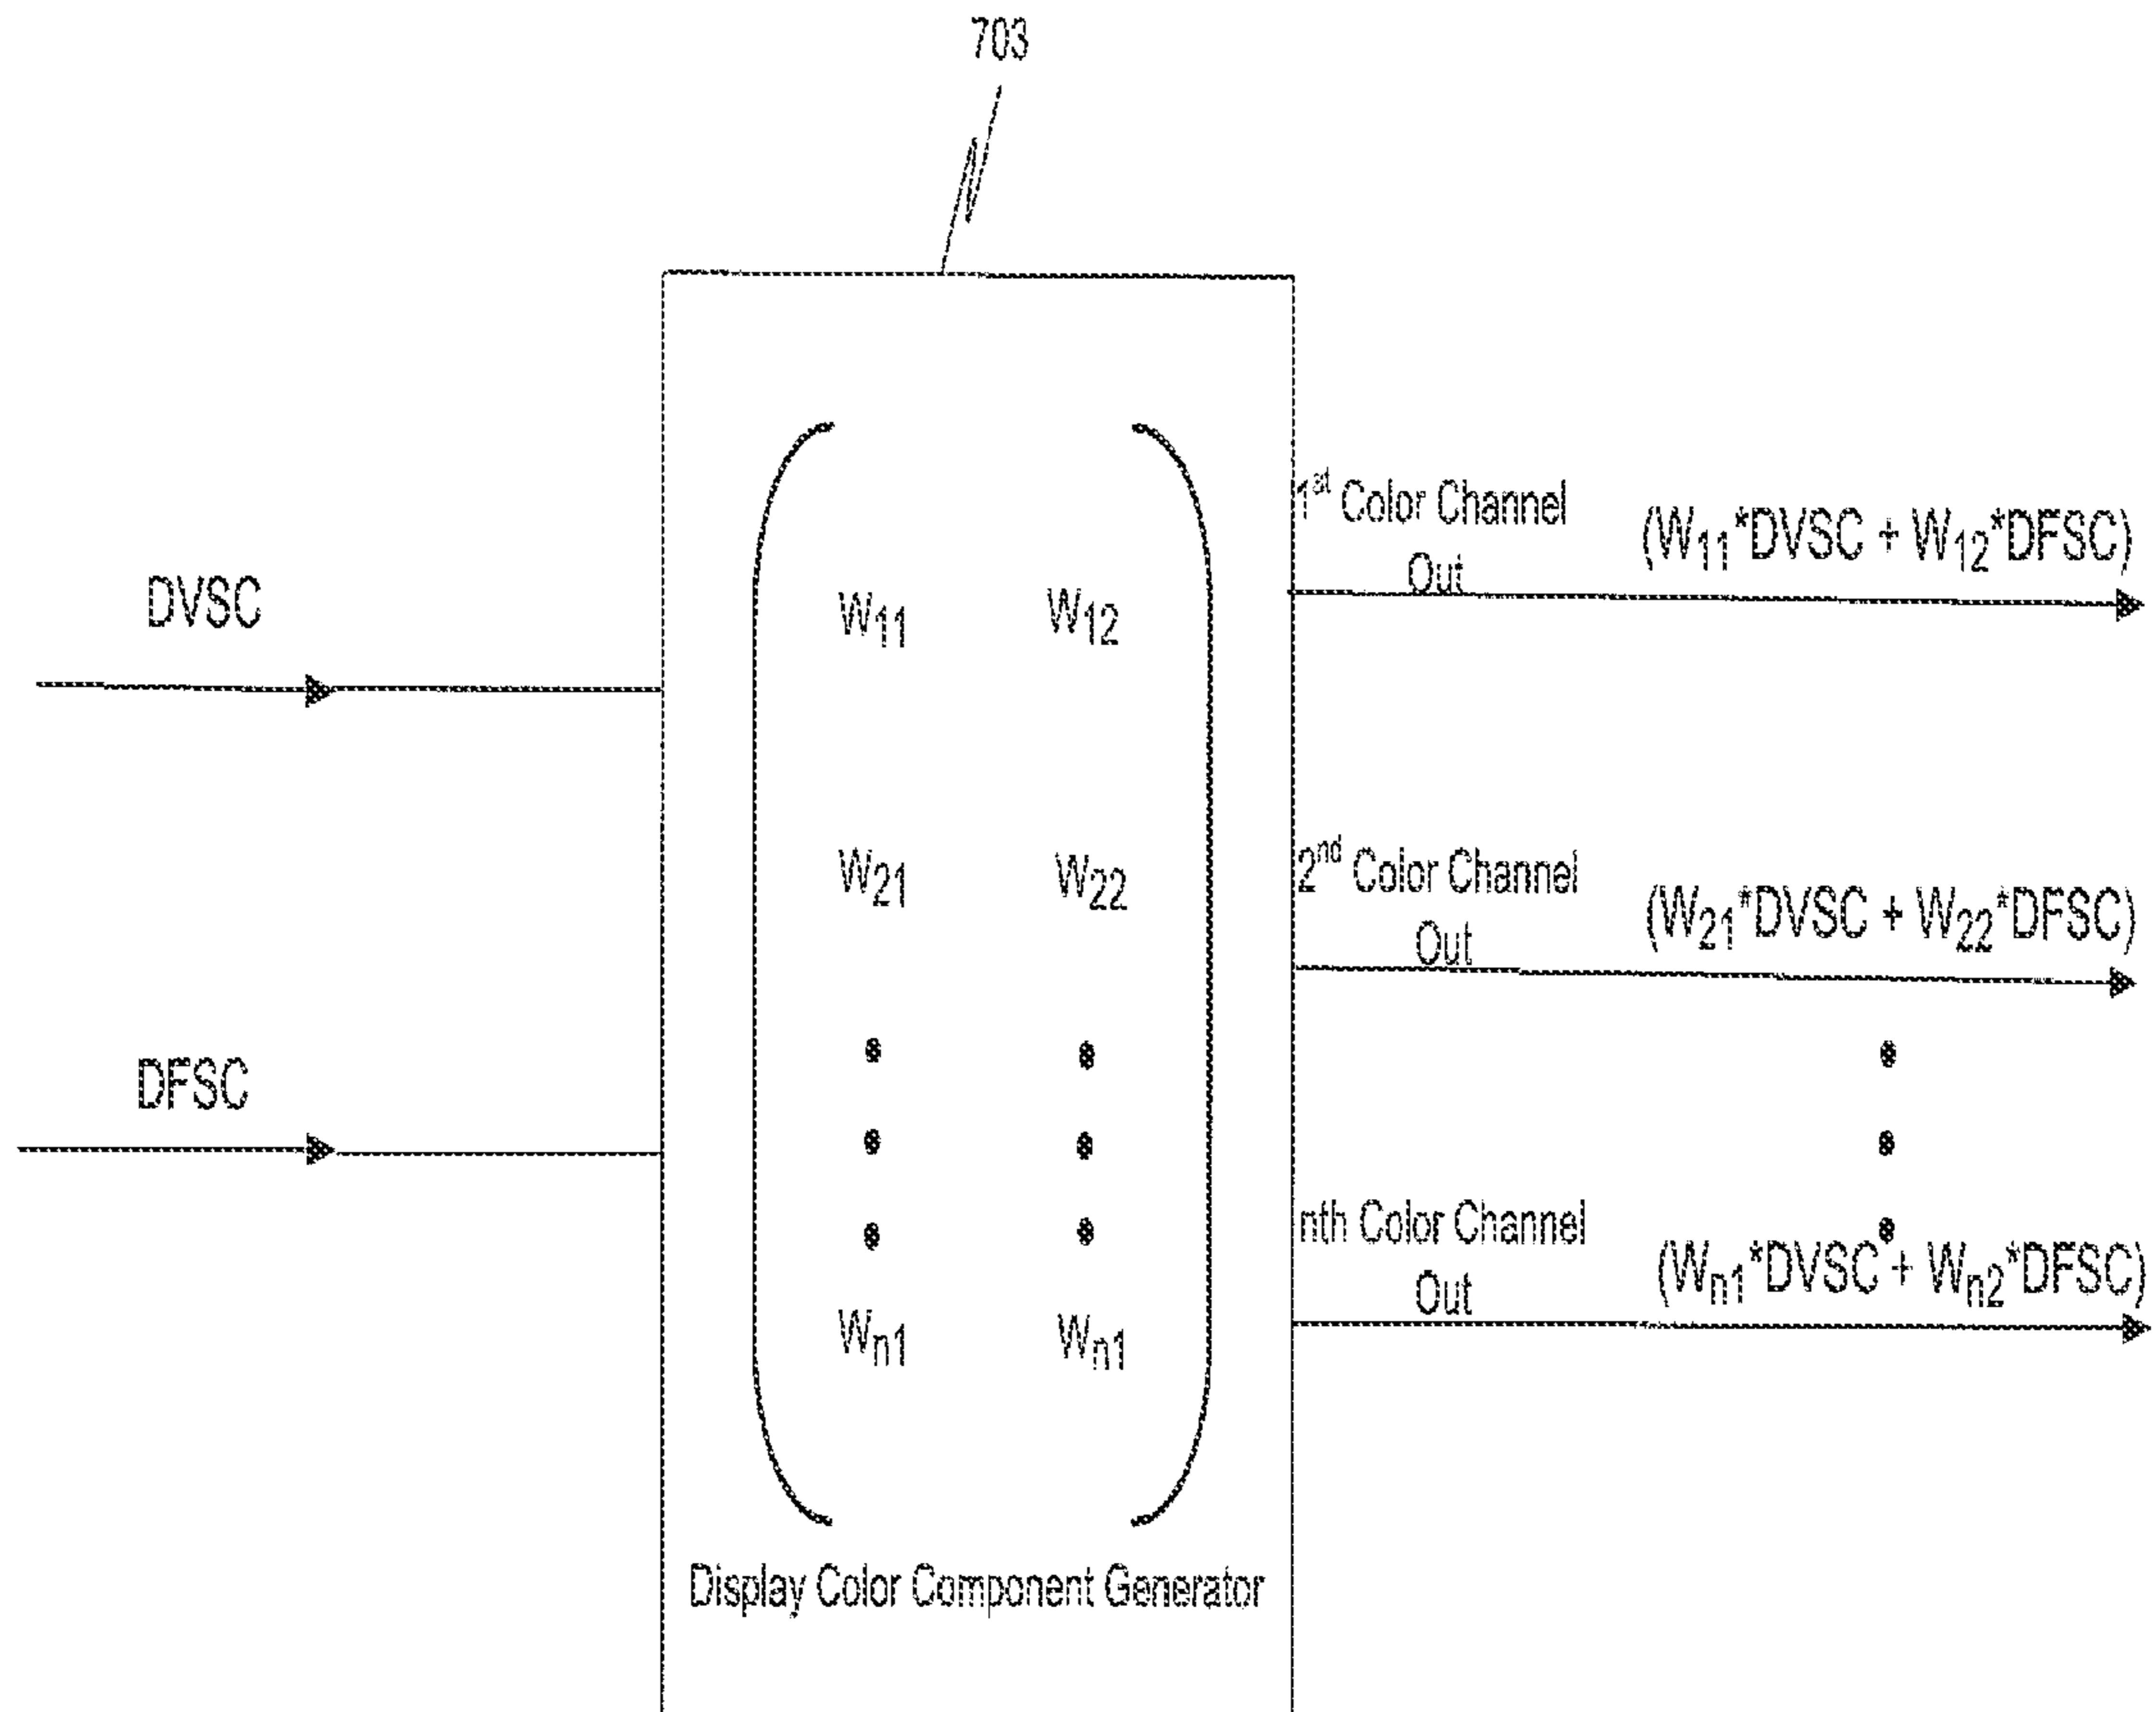 703
DVSC
DFSC
W11 W12
W21 W22
Wn1 Wn1
Display Color Component Generator
1st Color Channel
Out
(W11*DVSC + W12*DFSC)
2nd Color Channel
Out
(W21*DVSC + W22*DFSC)
nth Color Channel
Out
(Wn1*DVSC + Wn2*DFSC)